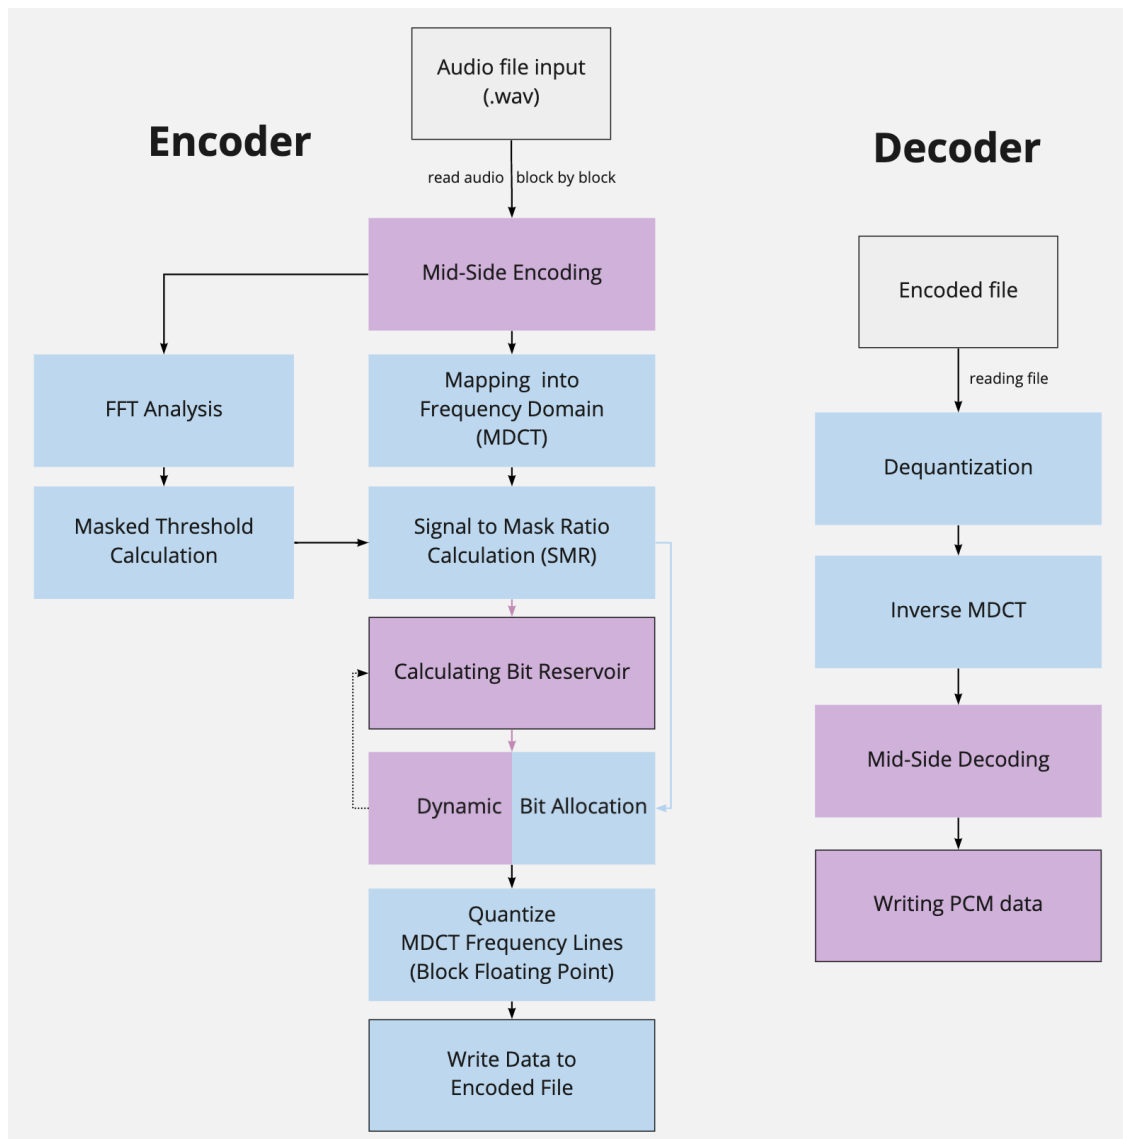 Encoder
Audio file input
(.wav)
read audio block by block
Mid-Side Encoding
FFT Analysis
Mapping into
Frequency Domain
(MDCT)
Masked Threshold
Calculation
Signal to Mask Ratio
Calculation (SMR)
Calculating Bit Reservoir
Dynamic Bit Allocation
Quantize
MDCT Frequency Lines
(Block Floating Point)
Write Data to
Encoded File
Decoder
Encoded file
reading file
Dequantization
Inverse MDCT
Mid-Side Decoding
Writing PCM data